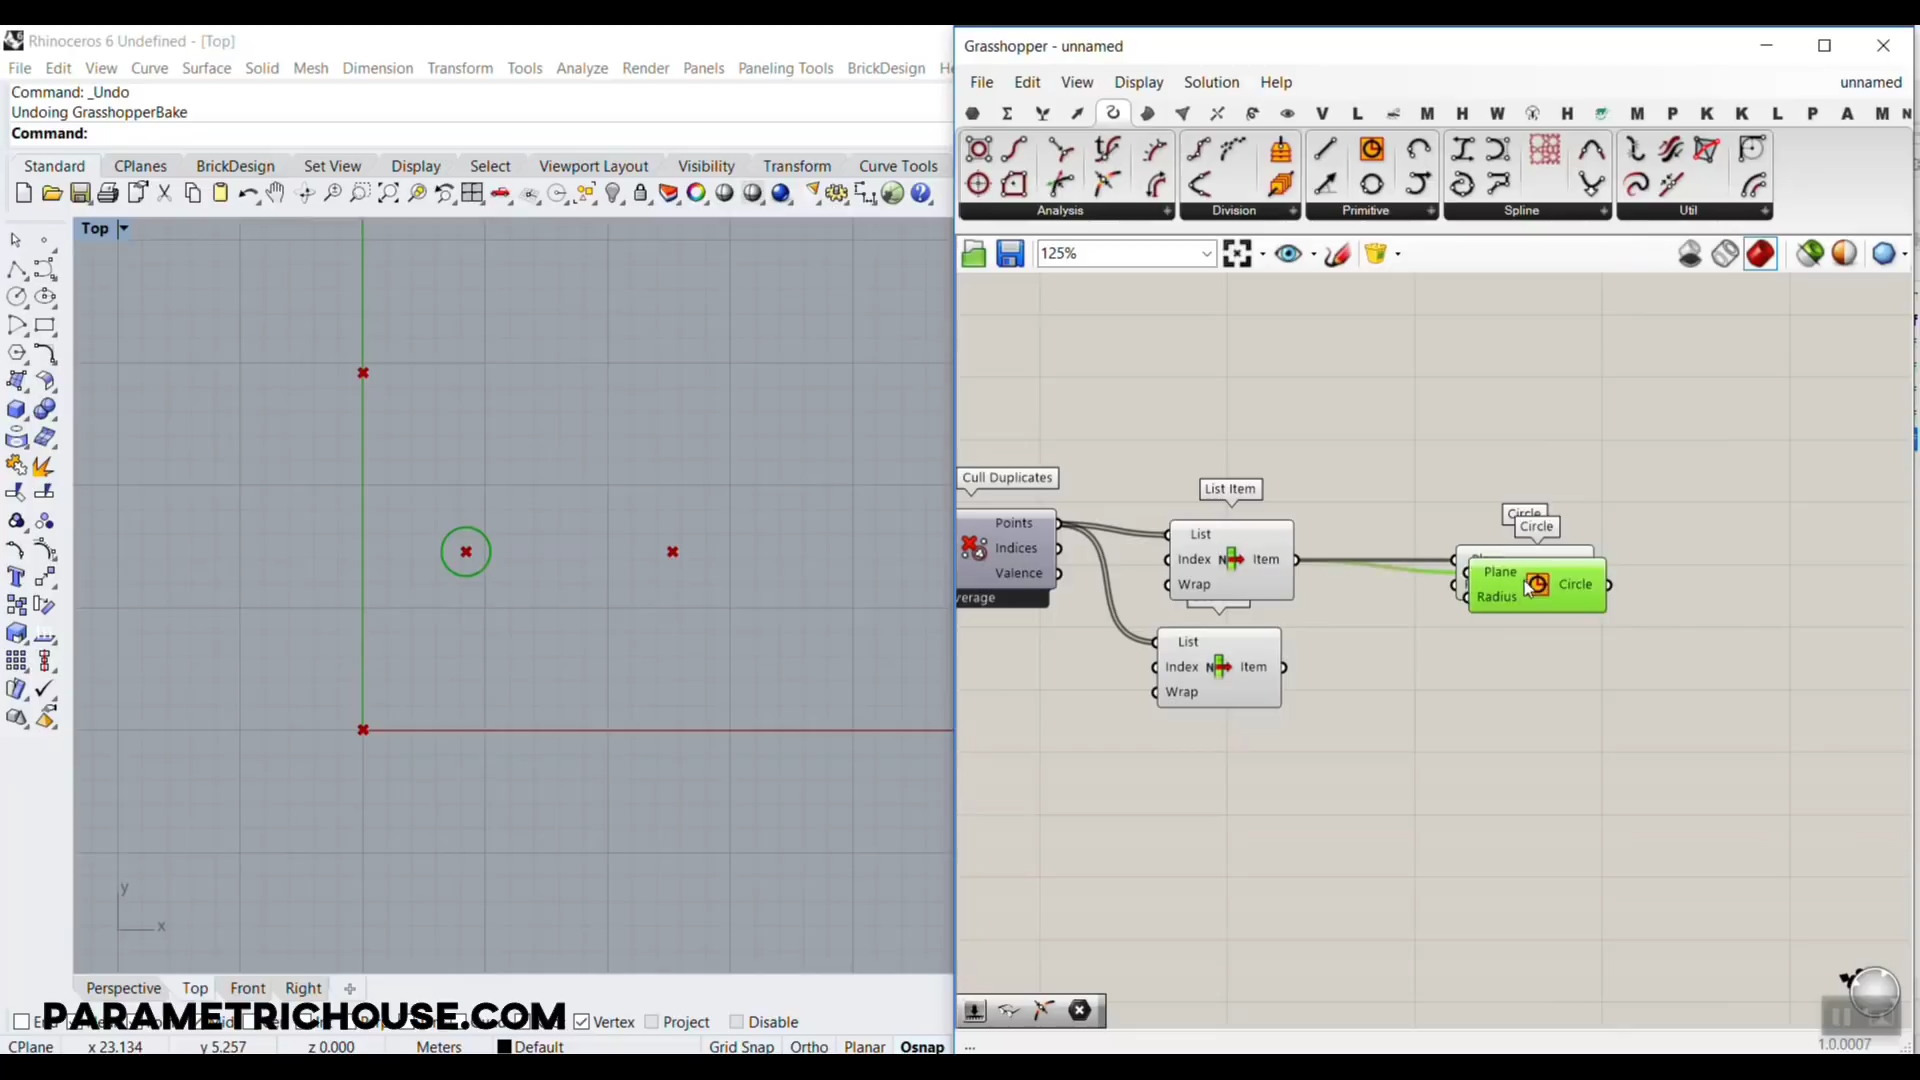 Rhinoceros 6 Undefined - [Top]
File Edit View Curve Surface Solid Mesh Dimension Transform Tools Analyze Render Panels Paneling Tools BrickDesign
Command: _Undo
Undoing GrasshopperBake
Command:
Standard CPlanes BrickDesign Set View Display Select Viewport Layout Visibility Transform Curve Tools
Top
y
x
Perspective Top Front Right
PARAMETRICHOUSE.COM
Vertex Project Disable
CPlane x 23.134 y 5.257 z 0.000 Meters Default Grid Snap Ortho Planar Osnap
Grasshopper - unnamed
File Edit View Display Solution Help unnamed
V L M H W H M P K K L P A M N
Analysis Division Primitive Spline Util
125%
Cull Duplicates
Points
Indices
Valence
verage
List Item
List
Index Item
Wrap
List
Index Item
Wrap
Circle
Circle
Plane
Radius Circle
...
1.0.0007